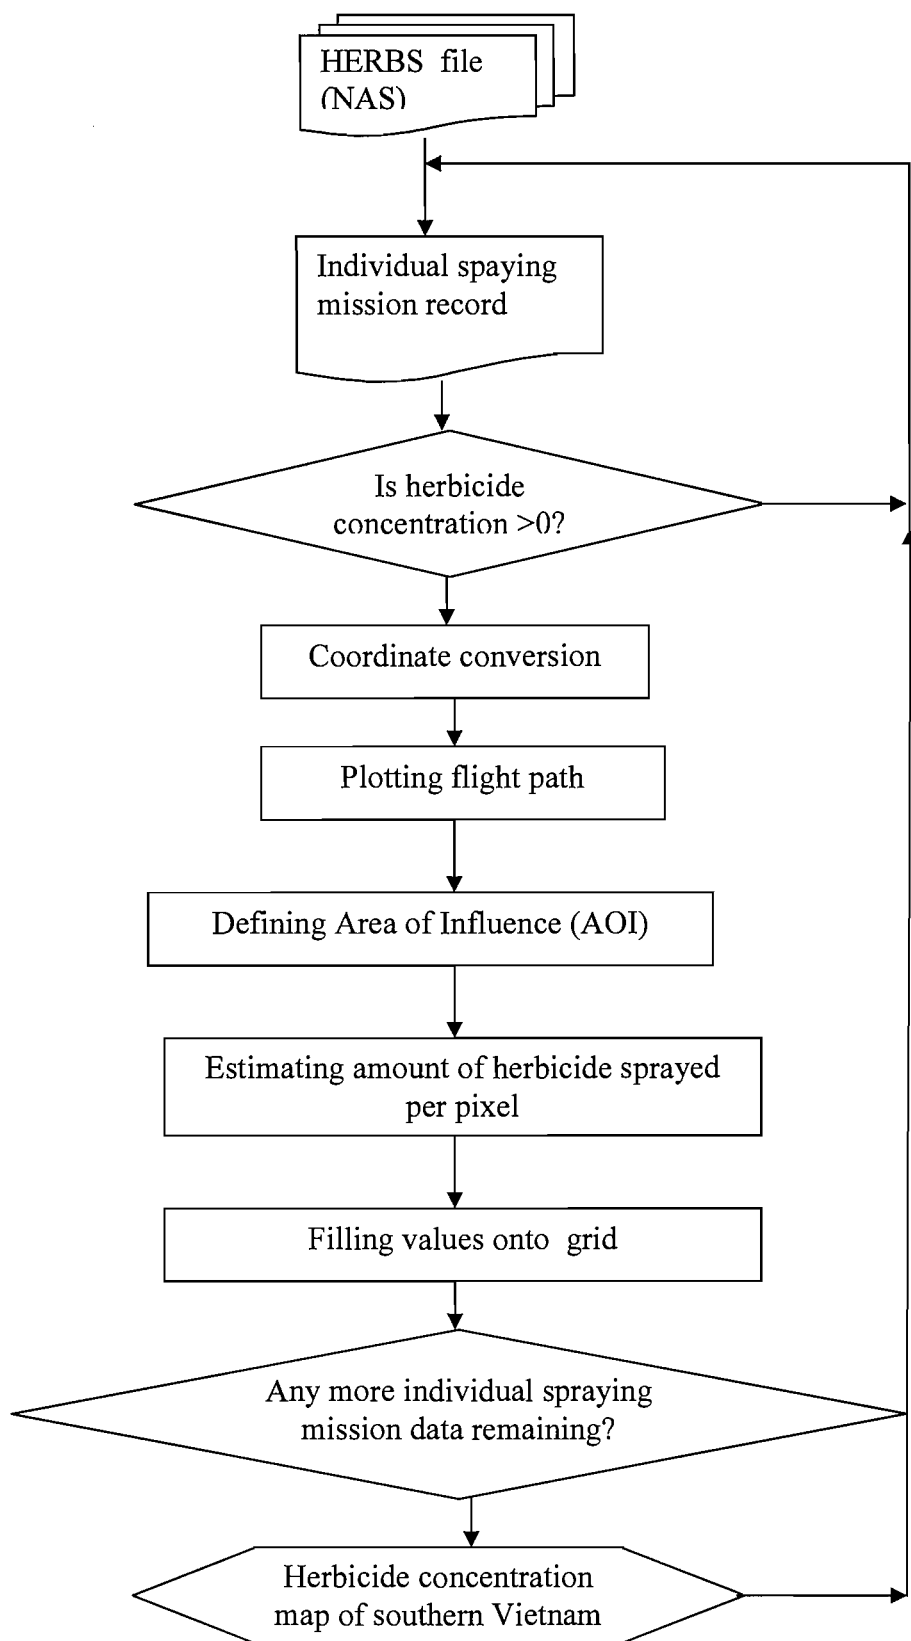 HERBS file
(NAS)
Individual spaying
mission record
Is herbicide
concentration >0?
Coordinate conversion
Plotting flight path
Defining Area of Influence (AOI)
Estimating amount of herbicide sprayed
per pixel
Filling values onto grid
Any more individual spraying
mission data remaining?
Herbicide concentration
map of southern Vietnam